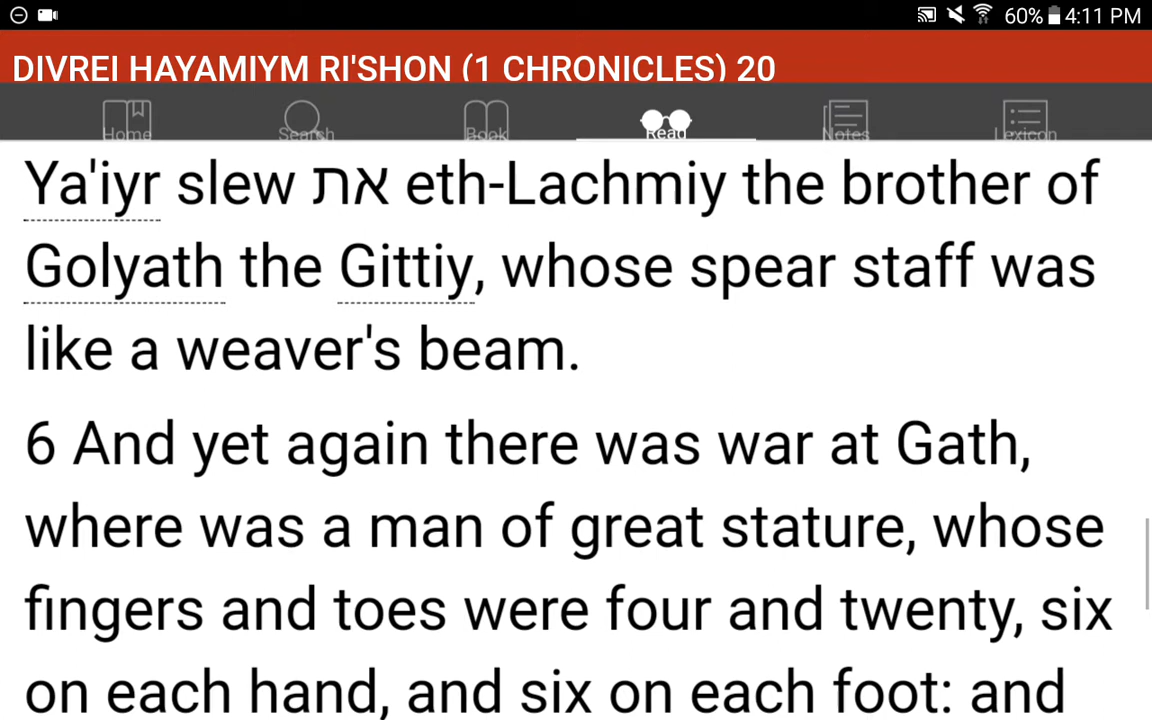 60% 4:11 PM
DIVREI HAYAMIYM RI'SHON (1 CHRONICLES) 20
Home Search Book Read Notes Lexicon
Ya'iyr slew את eth-Lachmiy the brother of
Golyath the Gittiy, whose spear staff was
like a weaver's beam.
6 And yet again there was war at Gath,
where was a man of great stature, whose
fingers and toes were four and twenty, six
on each hand, and six on each foot: and